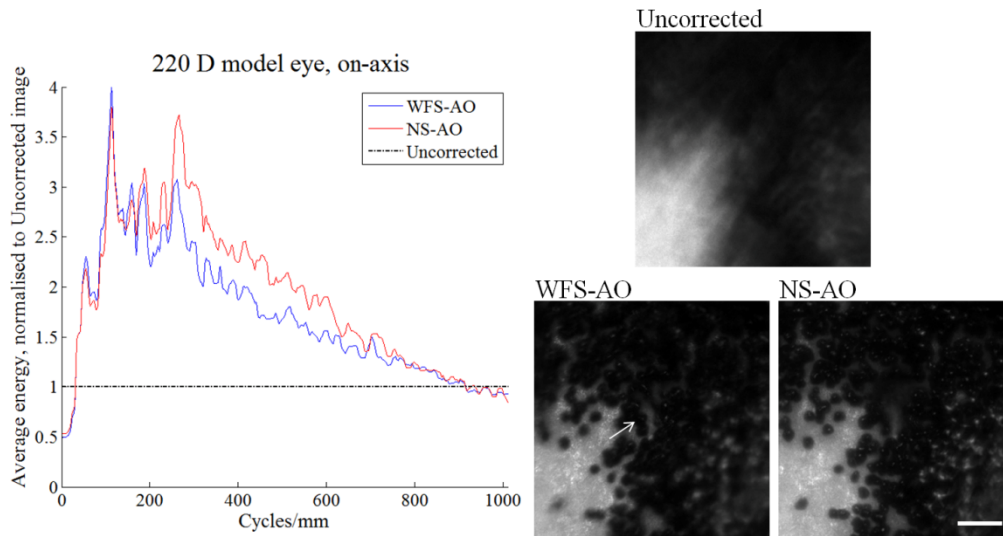 220 D model eye, on-axis
Average energy, normalised to Uncorrected image
4
3.5
3
2.5
2
1.5
1
0.5
0
0
200
400
600
800
1000
Cycles/mm
WFS-AO
NS-AO
Uncorrected
Uncorrected
WFS-AO
NS-AO